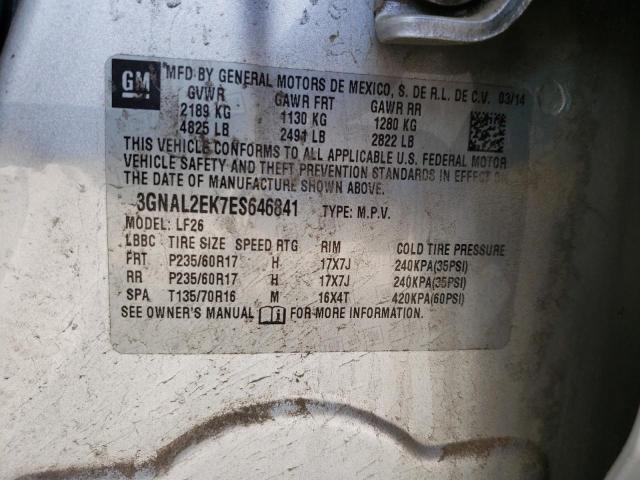 GM
MFD BY GENERAL MOTORS DE MEXICO, S. DE R.L. DE C.V. 03/14
GVWR GAWR FRT GAWR RR
2189 KG 1130 KG 1280 KG
4825 LB 2491 LB 2822 LB
THIS VEHICLE CONFORMS TO ALL APPLICABLE U.S. FEDERAL MOTOR
VEHICLE SAFETY AND THEFT PREVENTION STANDARDS IN EFFECT ON
THE DATE OF MANUFACTURE SHOWN ABOVE.
3GNAL2EK7ES646841 TYPE: M.P.V.
MODEL: LF26
LBBC TIRE SIZE SPEED RTG RIM COLD TIRE PRESSURE
FRT P235/60R17 H 17X7J 240KPA(35PSI)
RR P235/60R17 H 17X7J 240KPA(35PSI)
SPA T135/70R16 M 16X4T 420KPA(60PSI)
SEE OWNER'S MANUAL FOR MORE INFORMATION.